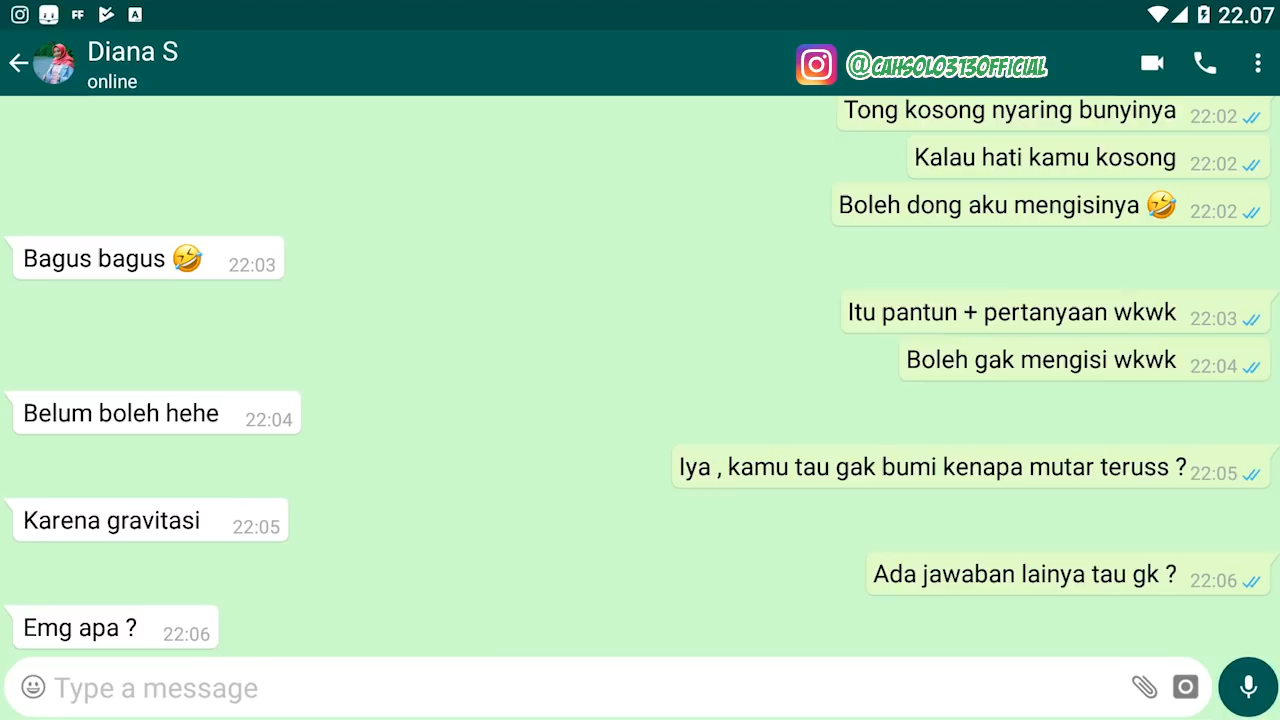 FF
A
22.07
Diana S
online
@CAHSOLO313OFFICIAL
Tong kosong nyaring bunyinya 22:02
Kalau hati kamu kosong 22:02
Boleh dong aku mengisinya 🤣 22:02
Bagus bagus 🤣 22:03
Itu pantun + pertanyaan wkwk 22:03
Boleh gak mengisi wkwk 22:04
Belum boleh hehe 22:04
Iya , kamu tau gak bumi kenapa mutar teruss ? 22:05
Karena gravitasi 22:05
Ada jawaban lainya tau gk ? 22:06
Emg apa ? 22:06
Type a message